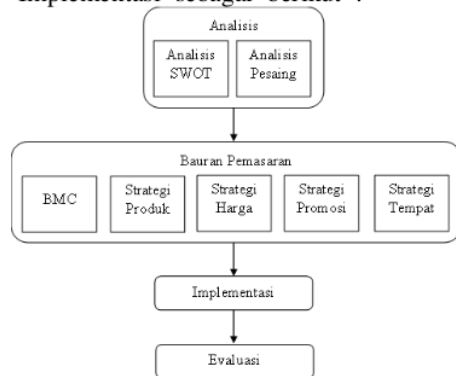 Implementasi sebagai berikut :
Analisis
Analisis
SWOT
Analisis
Pesaing
Bauran Pemasaran
BMC
Strategi
Produk
Strategi
Harga
Strategi
Promosi
Strategi
Tempat
Implementasi
Evaluasi